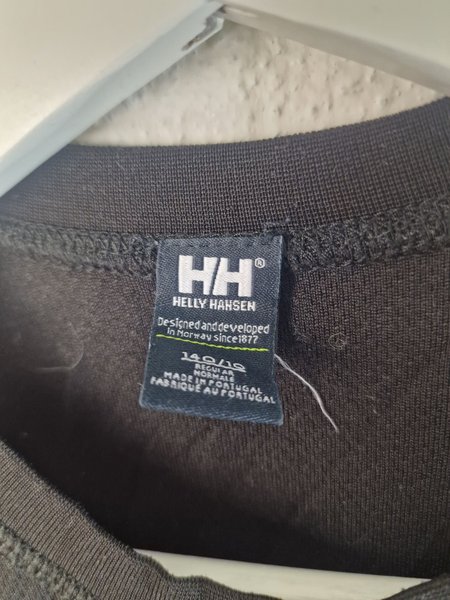 HH®
HELLY HANSEN
Designed and developed
in Norway since 1877
140/10
REGULAR
NORMALE
MADE IN PORTUGAL
FABRIQUÉ AU PORTUGAL